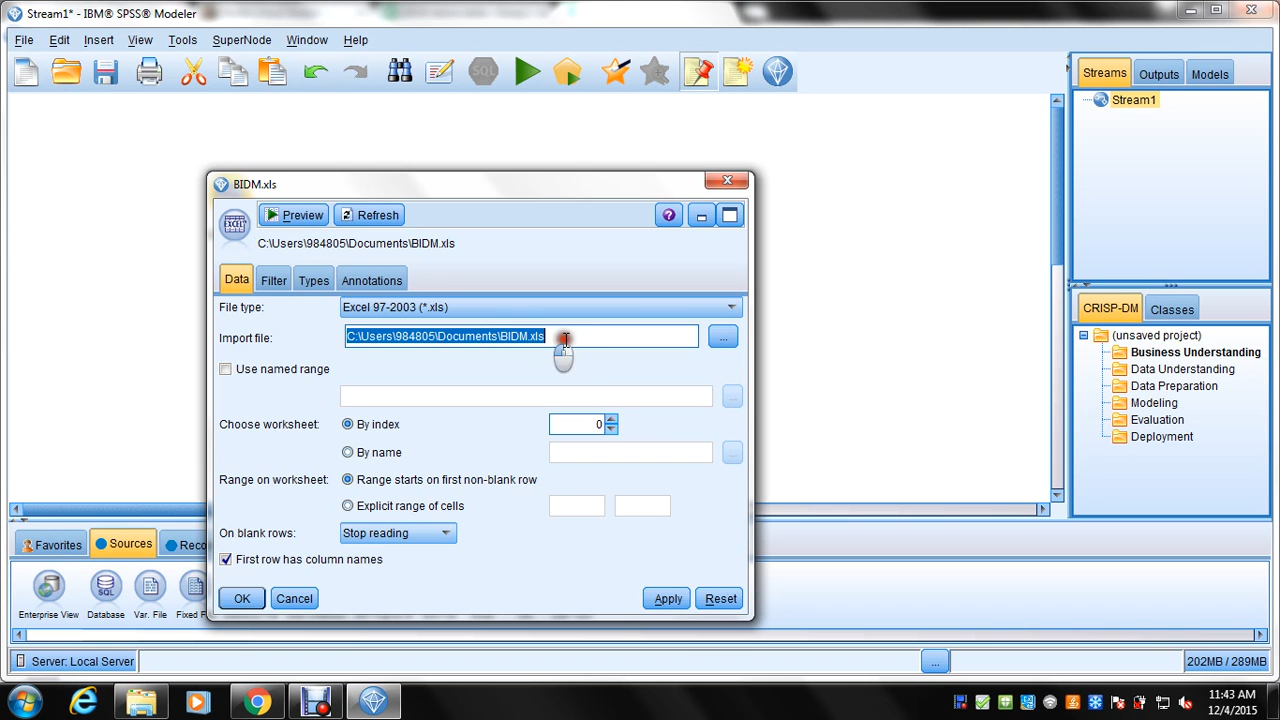 Stream1* - IBM® SPSS® Modeler
File Edit Insert View Tools SuperNode Window Help
SQL
Streams Outputs Models
Stream1
BIDM.xls
Preview Refresh ?
EXCEL
C:\Users\984805\Documents\BIDM.xls
Data Filter Types Annotations
File type: Excel 97-2003 (*.xls)
Import file: C:\Users\984805\Documents\BIDM.xls ...
Use named range
...
Choose worksheet: By index 0
By name ...
Range on worksheet: Range starts on first non-blank row
Explicit range of cells
On blank rows: Stop reading
First row has column names
OK Cancel Apply Reset
CRISP-DM Classes
(unsaved project)
Business Understanding
Data Understanding
Data Preparation
Modeling
Evaluation
Deployment
Favorites Sources Reco
SQL
Enterprise View Database Var. File Fixed F
Server: Local Server ... 202MB / 289MB
11:43 AM
12/4/2015